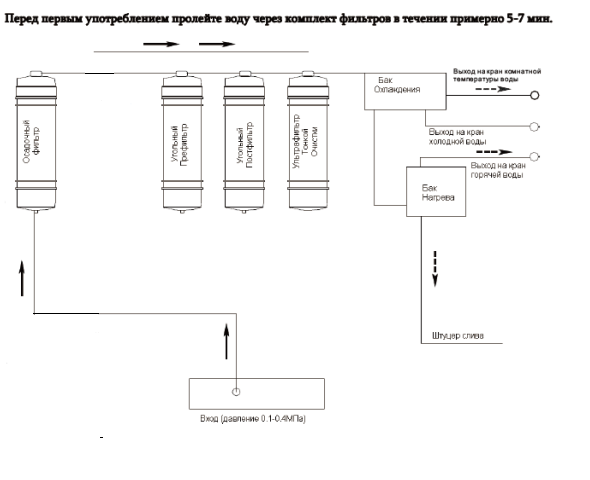 Перед первым употреблением пролейте воду через комплект фильтров в течении примерно 5-7 мин.
Осадочный
фильтр
Угольный
Префильтр
Угольный
Постфильтр
Ультрафильтр
Тонкой
Очистки
Бак
Охлаждения
Выход на кран комнатной
температуры воды
Выход на кран
холодной воды
Выход на кран
горячей воды
Бак
Нагрева
Штуцер слива
Вход (давление 0.1-0.4МПа)